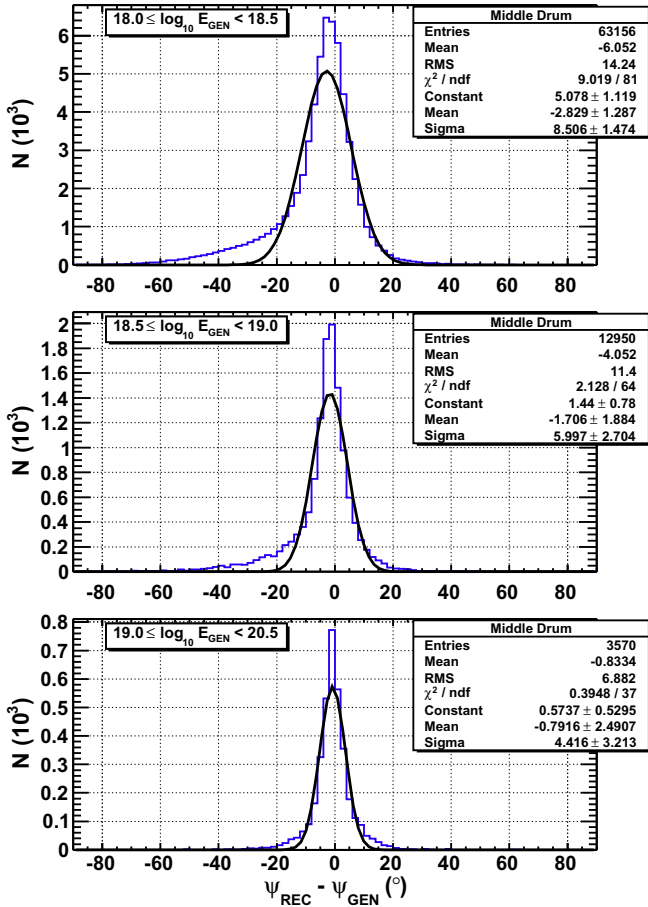 18.0 ≤ log10 EGEN < 18.5
Middle Drum
Entries 63156
Mean -6.052
RMS 14.24
χ² / ndf 9.019 / 81
Constant 5.078 ± 1.119
Mean -2.829 ± 1.287
Sigma 8.506 ± 1.474
N (10³)
6
5
4
3
2
1
0
-80 -60 -40 -20 0 20 40 60 80
18.5 ≤ log10 EGEN < 19.0
Middle Drum
Entries 12950
Mean -4.052
RMS 11.4
χ² / ndf 2.128 / 64
Constant 1.44 ± 0.78
Mean -1.706 ± 1.884
Sigma 5.997 ± 2.704
N (10³)
2
1.8
1.6
1.4
1.2
1
0.8
0.6
0.4
0.2
0
-80 -60 -40 -20 0 20 40 60 80
19.0 ≤ log10 EGEN < 20.5
Middle Drum
Entries 3570
Mean -0.8334
RMS 6.882
χ² / ndf 0.3948 / 37
Constant 0.5737 ± 0.5295
Mean -0.7916 ± 2.4907
Sigma 4.416 ± 3.213
N (10³)
0.8
0.7
0.6
0.5
0.4
0.3
0.2
0.1
0
-80 -60 -40 -20 0 20 40 60 80
ψREC - ψGEN (°)